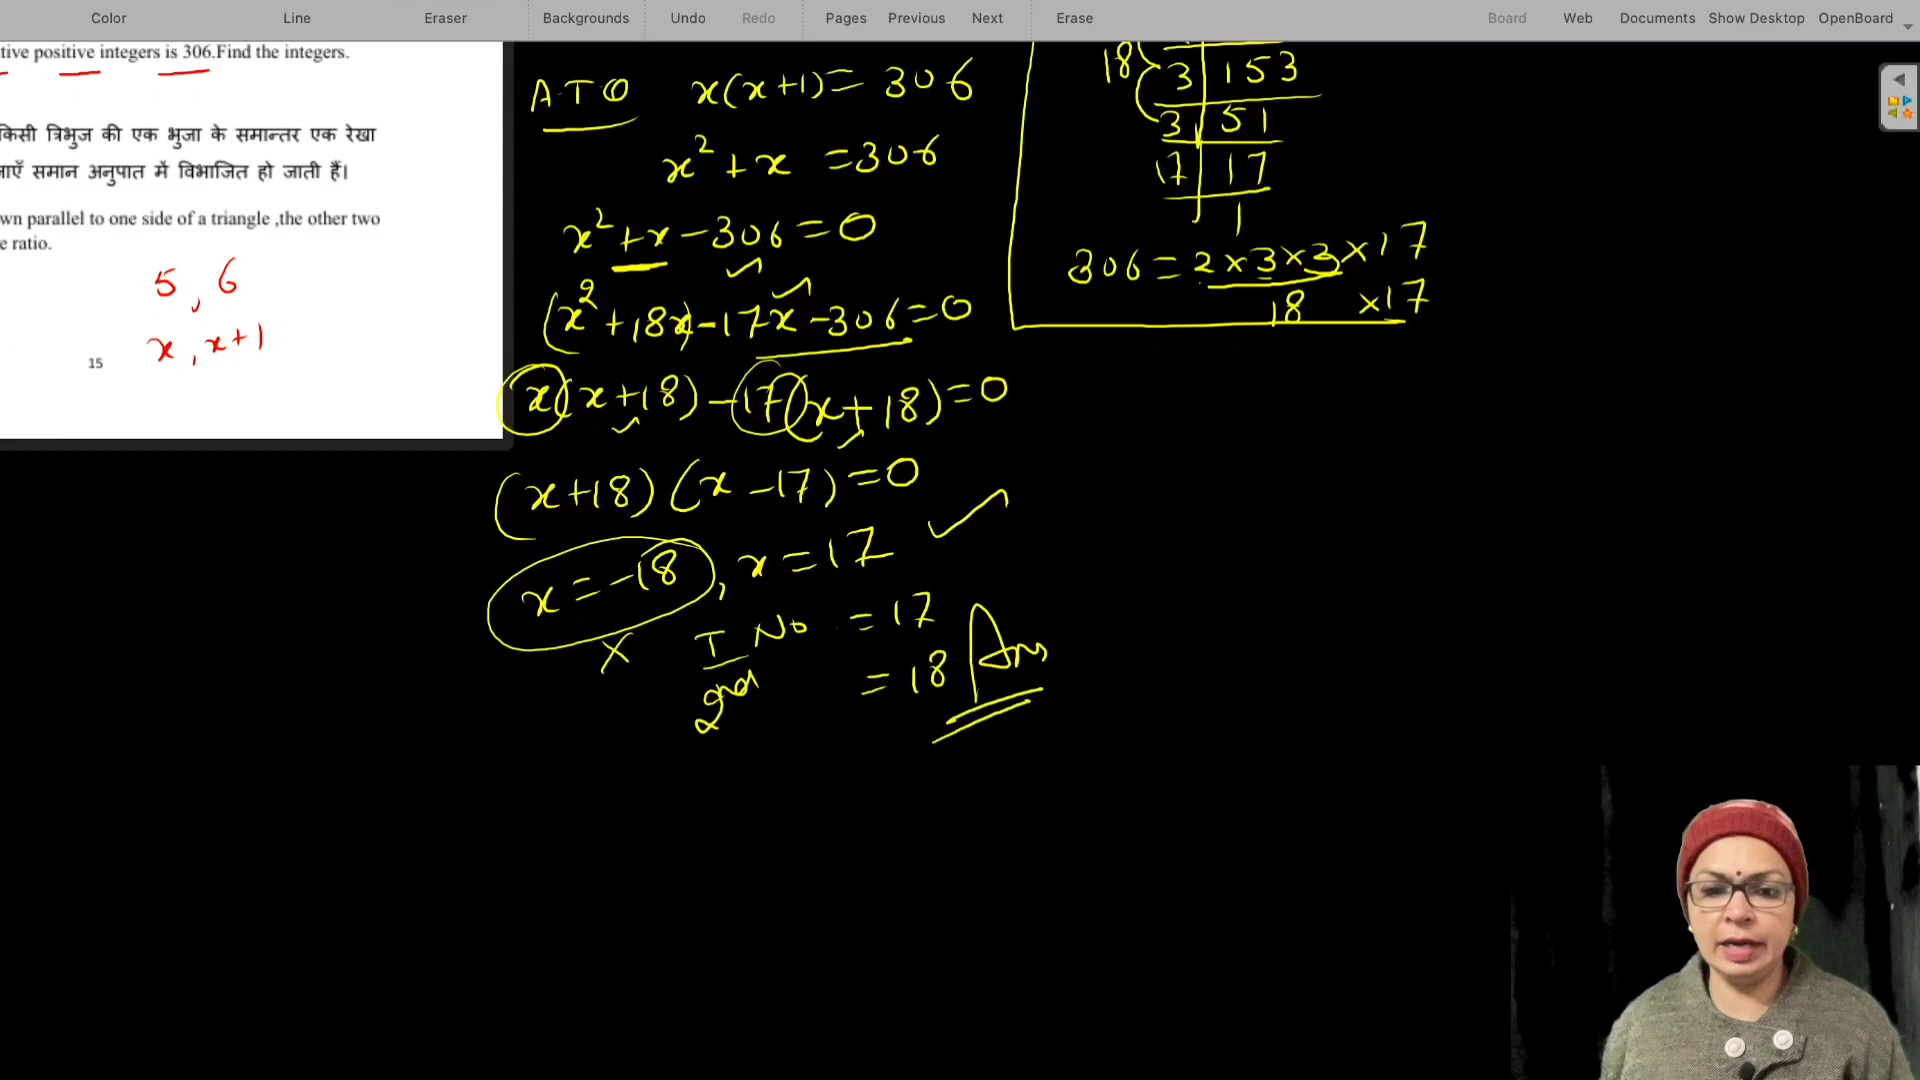 Color Line Eraser Backgrounds Undo Redo Pages Previous Next Erase Board Web Documents Show Desktop OpenBoard
tive positive integers is 306.Find the integers.
किसी त्रिभुज की एक भुजा के समान्तर एक रेखा
जाएँ समान अनुपात में विभाजित हो जाती हैं।
wn parallel to one side of a triangle ,the other two
e ratio.
5 , 6
x , x+1
15
A.T.Q x(x+1)= 306
x² + x = 306
x² + x - 306 = 0
(x² + 18x) - 17x - 306 = 0
x(x+18) - 17(x+18) = 0
(x+18)(x-17) = 0
x = -18 , x = 17
X
I No = 17
2nd = 18 Ans
18
3 | 153
3 | 51
17 | 17
1
306 = 2×3×3×17
18 ×17